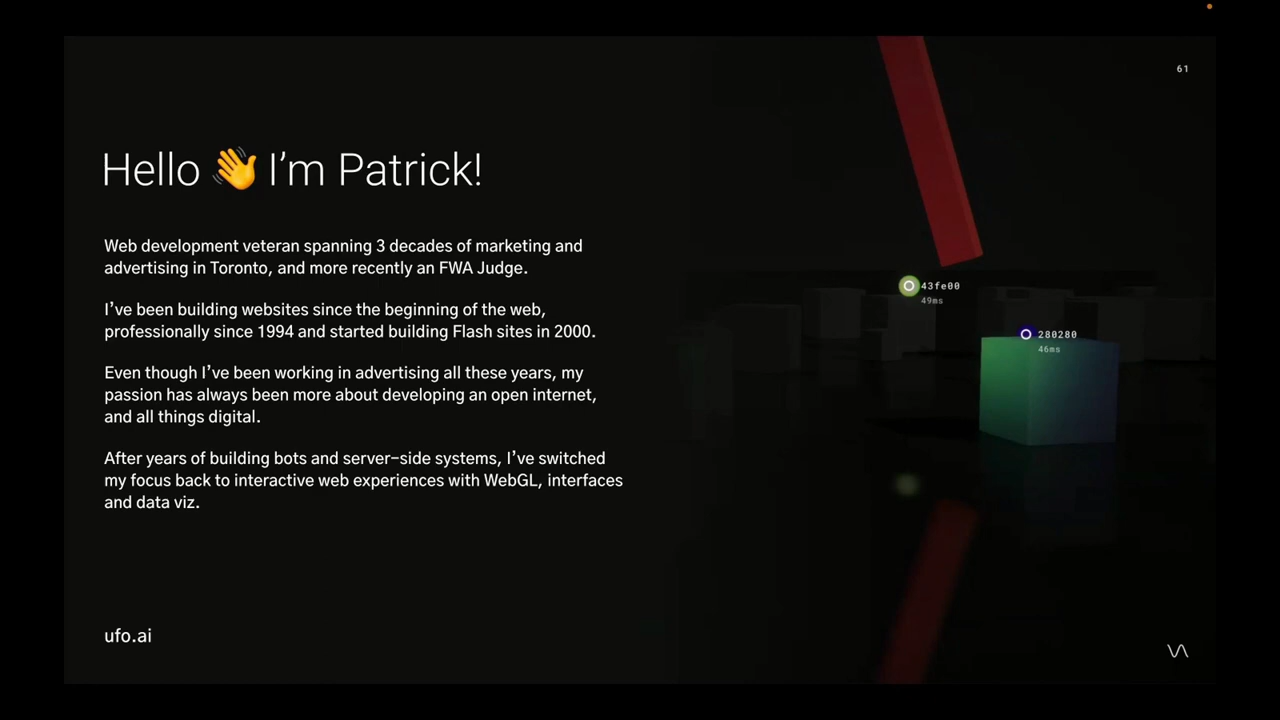 61
Hello 👋 I’m Patrick!
Web development veteran spanning 3 decades of marketing and
advertising in Toronto, and more recently an FWA Judge.
I’ve been building websites since the beginning of the web,
professionally since 1994 and started building Flash sites in 2000.
Even though I’ve been working in advertising all these years, my
passion has always been more about developing an open internet,
and all things digital.
After years of building bots and server-side systems, I’ve switched
my focus back to interactive web experiences with WebGL, interfaces
and data viz.
ufo.ai
43fe00
49ms
280280
46ms